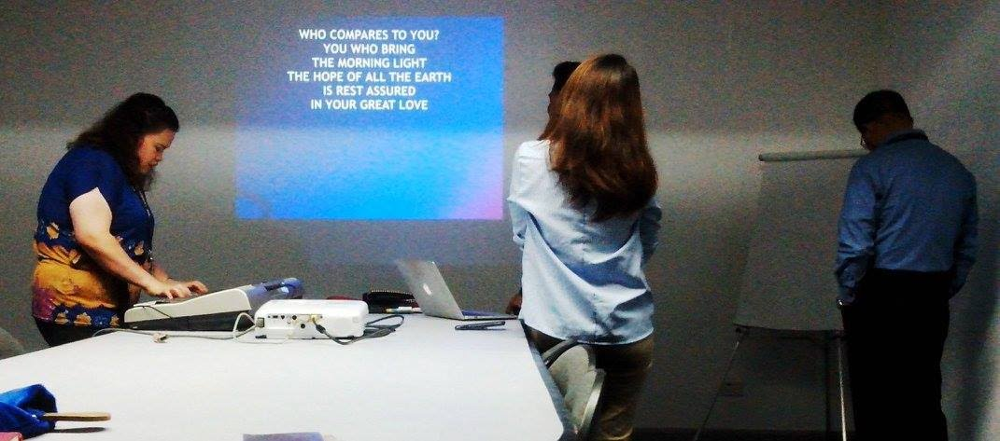 WHO COMPARES TO YOU?
YOU WHO BRING
THE MORNING LIGHT
THE HOPE OF ALL THE EARTH
IS REST ASSURED
IN YOUR GREAT LOVE